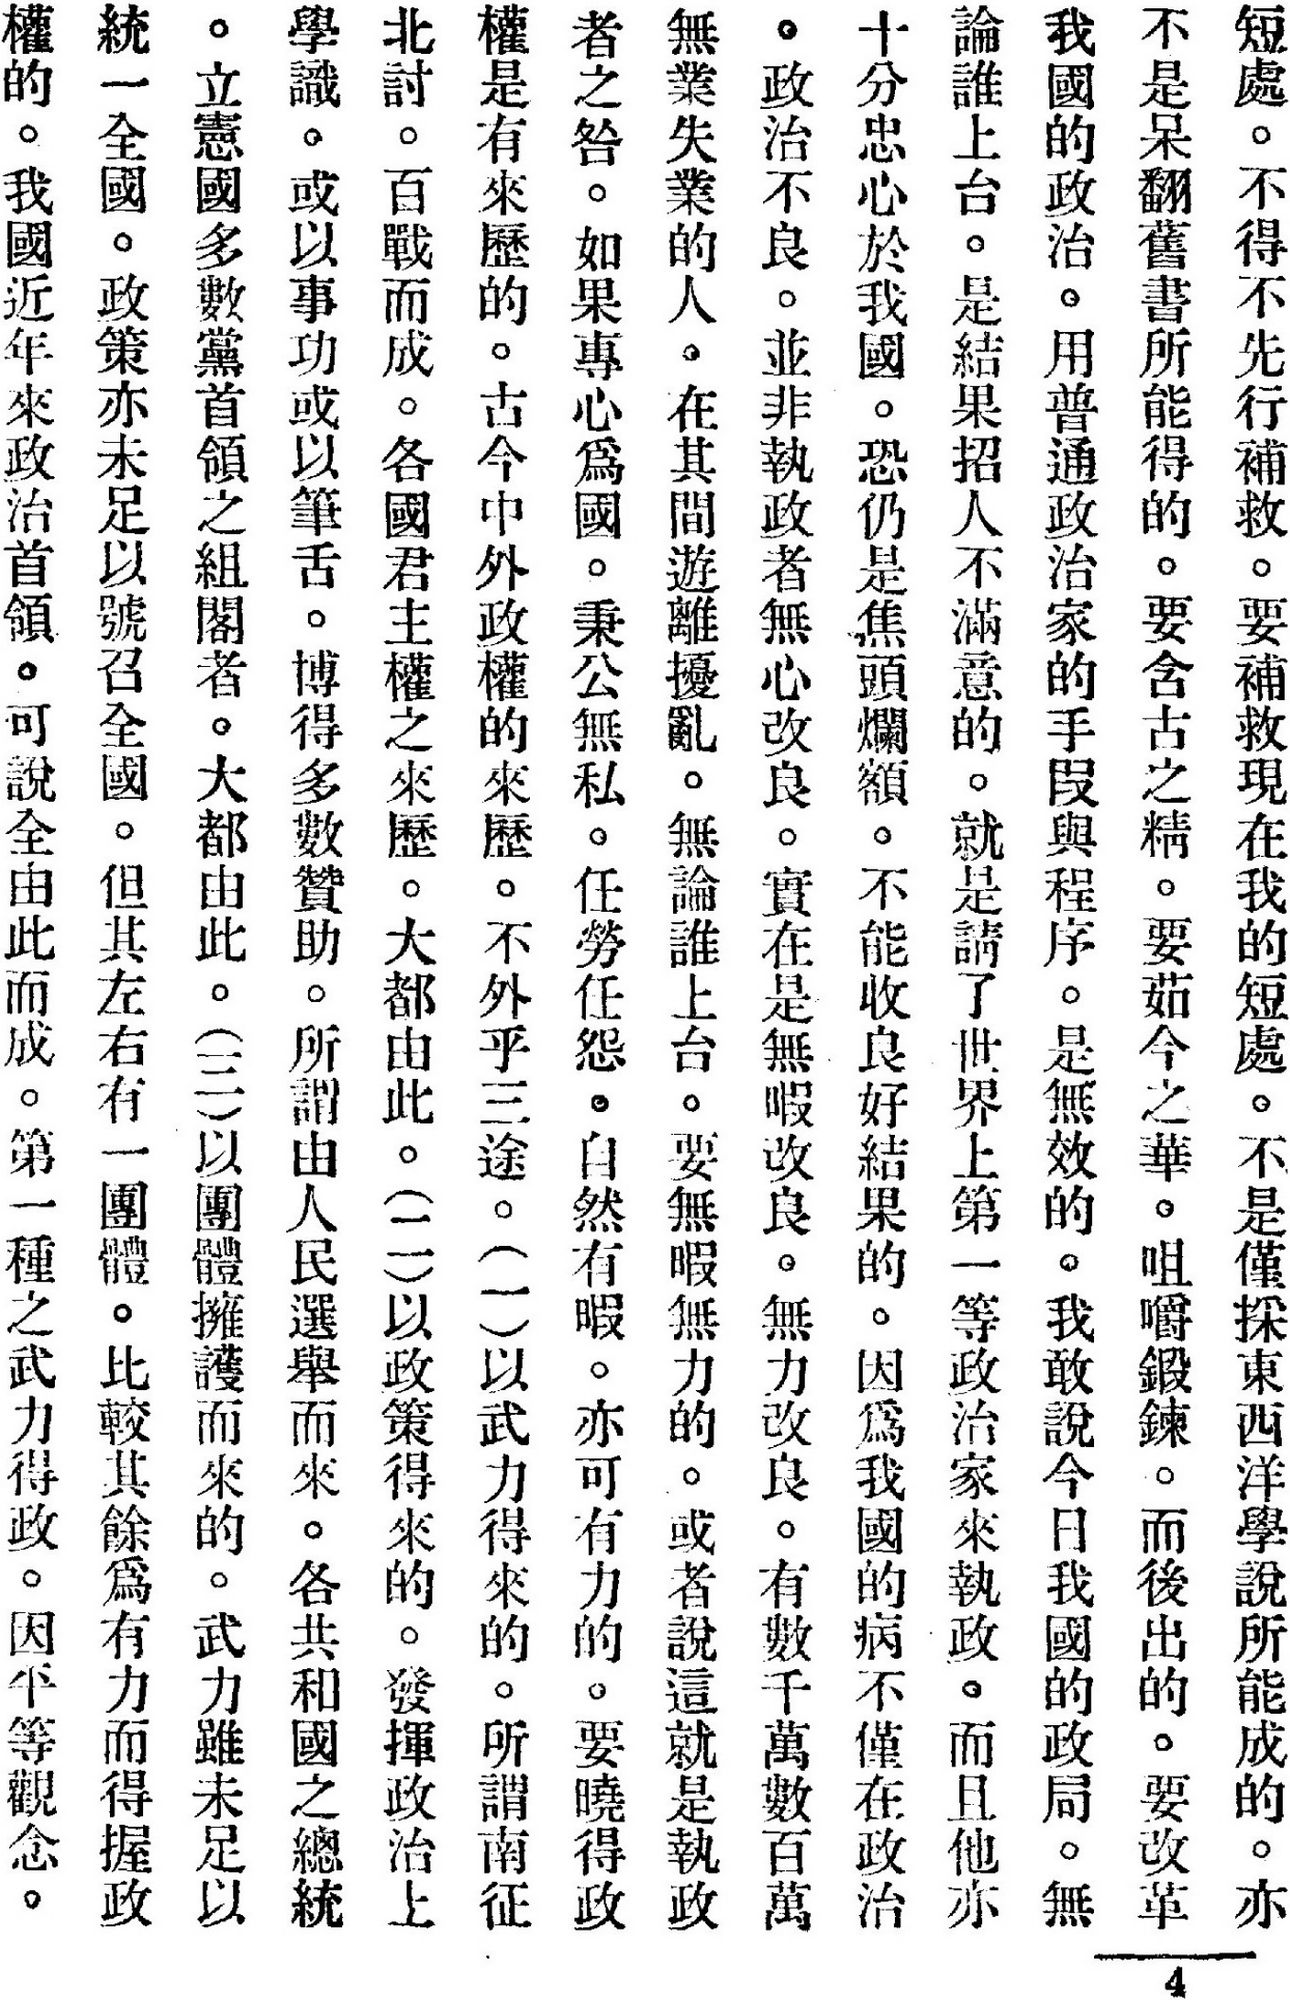 短處。不得不先行補救。要補救現在我的短處。不是僅採東西洋學說所能成的。亦
不是呆翻舊書所能得的。要含古之精。要茹今之華。咀嚼鍛鍊。而後出的。要改革
我國的政治。用普通政治家的手段與程序。是無效的。我敢說今日我國的政局。無
論誰上台。是結果招人不滿意的。就是請了世界上第一等政治家來執政。而且他亦
十分忠心於我國。恐仍是焦頭爛額。不能收良好結果的。因爲我國的病不僅在政治
。政治不良。並非執政者無心改良。實在是無暇改良。無力改良。有數千萬數百萬
無業失業的人。在其間遊離擾亂。無論誰上台。要無暇無力的。或者說這就是執政
者之咎。如果專心爲國。秉公無私。任勞任怨。自然有暇。亦可有力的。要曉得政
權是有來歷的。古今中外政權的來歷。不外乎三途。(一)以武力得來的。所謂南征
北討。百戰而成。各國君主權之來歷。大都由此。(二)以政策得來的。發揮政治上
學識。或以事功或以筆舌。博得多數贊助。所謂由人民選舉而來。各共和國之總統
。立憲國多數黨首領之組閣者。大都由此。(三)以團體擁護而來的。武力雖未足以
統一全國。政策亦未足以號召全國。但其左右有一團體。比較其餘爲有力而得握政
權的。我國近年來政治首領。可說全由此而成。第一種之武力得政。因平等觀念。
4